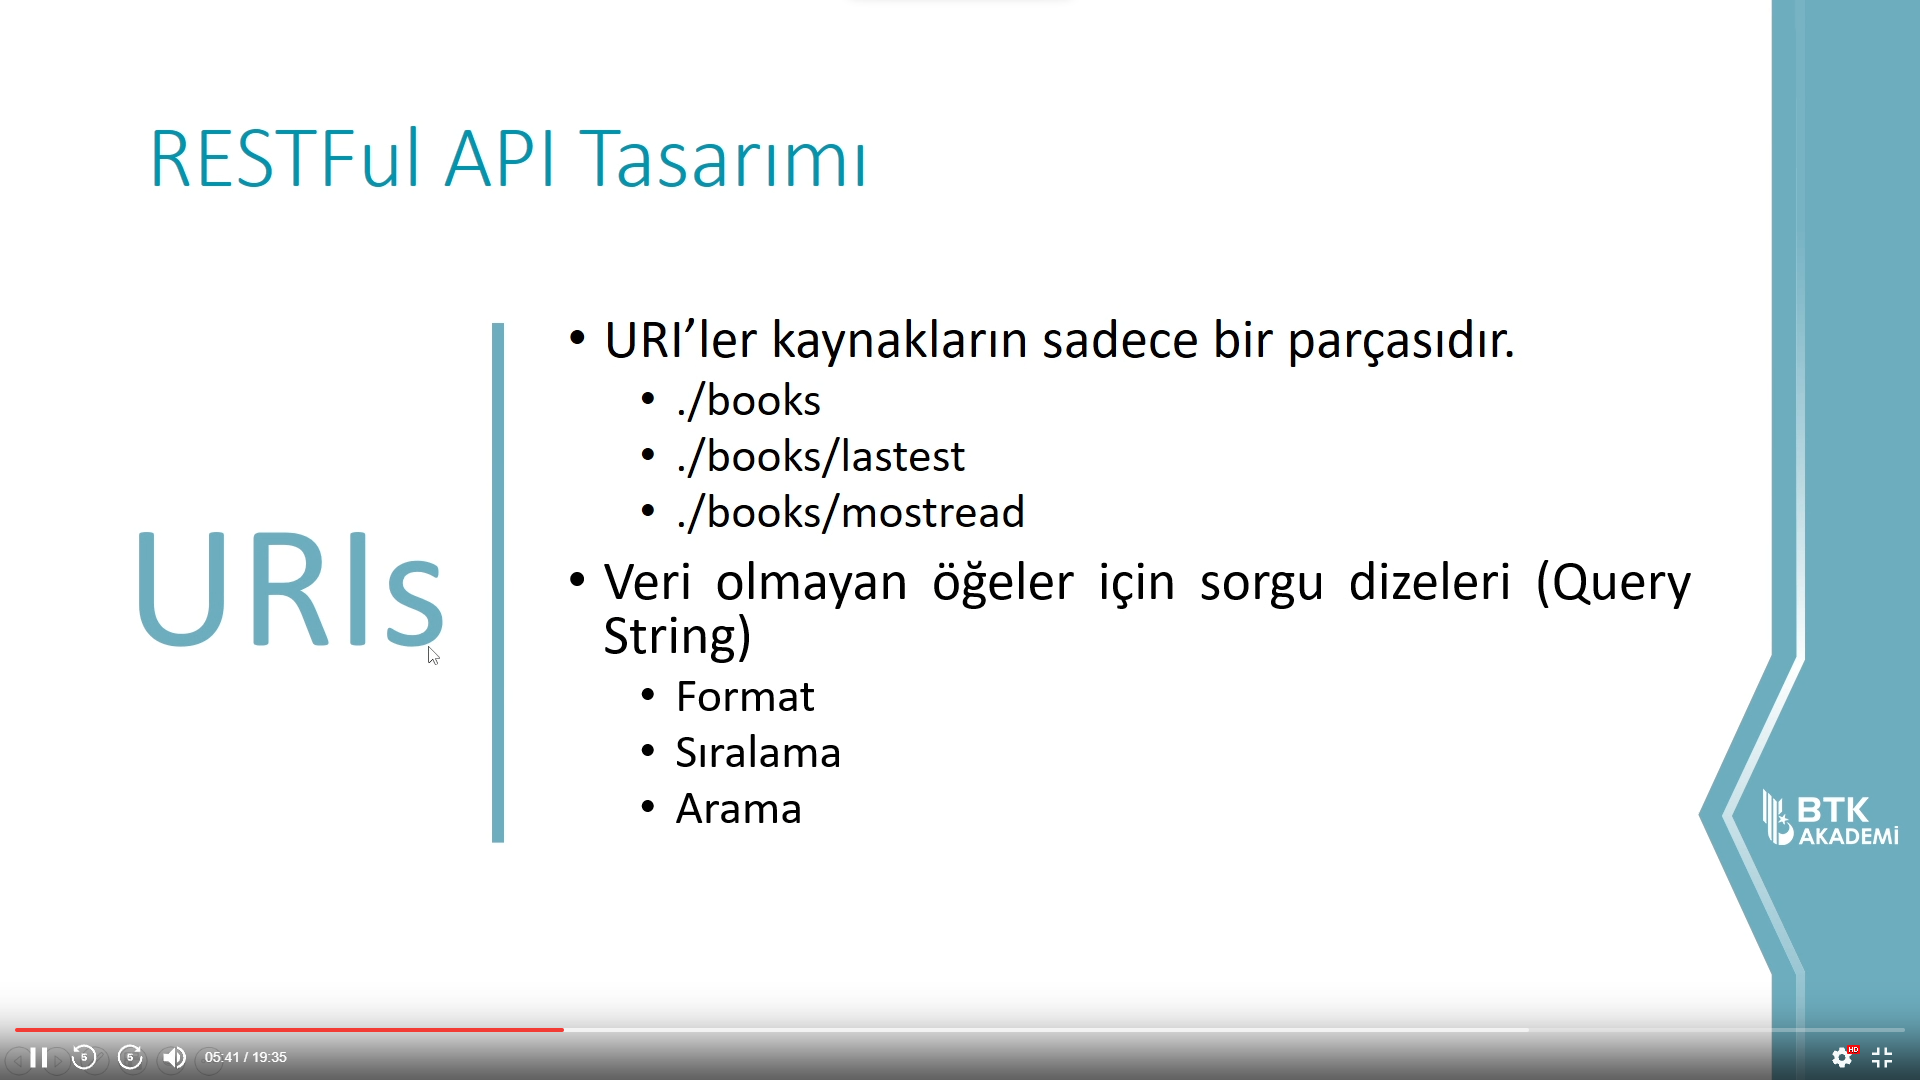 RESTFul API Tasarımı
URIs
• URI’ler kaynakların sadece bir parçasıdır.
• ./books
• ./books/lastest
• ./books/mostread
• Veri olmayan öğeler için sorgu dizeleri (Query
String)
• Format
• Sıralama
• Arama
BTK
AKADEMİ
5 5 05:41 / 19:35 HD